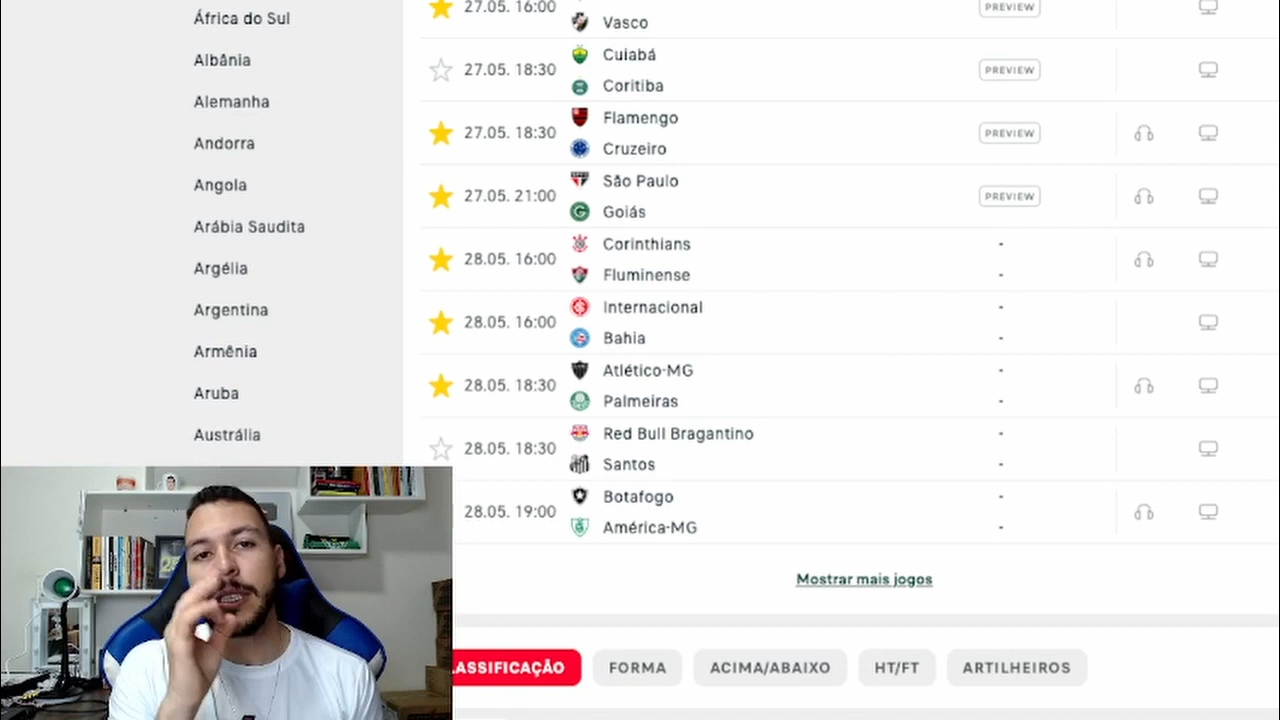 África do Sul
Albânia
Alemanha
Andorra
Angola
Arábia Saudita
Argélia
Argentina
Armênia
Aruba
Austrália
27.05. 16:00
Vasco
PREVIEW
27.05. 18:30
Cuiabá
Coritiba
PREVIEW
27.05. 18:30
Flamengo
Cruzeiro
PREVIEW
27.05. 21:00
São Paulo
Goiás
PREVIEW
28.05. 16:00
Corinthians -
Fluminense -
28.05. 16:00
Internacional -
Bahia -
28.05. 18:30
Atlético-MG -
Palmeiras -
28.05. 18:30
Red Bull Bragantino -
Santos -
28.05. 19:00
Botafogo -
América-MG -
Mostrar mais jogos
LASSIFICAÇÃO FORMA ACIMA/ABAIXO HT/FT ARTILHEIROS